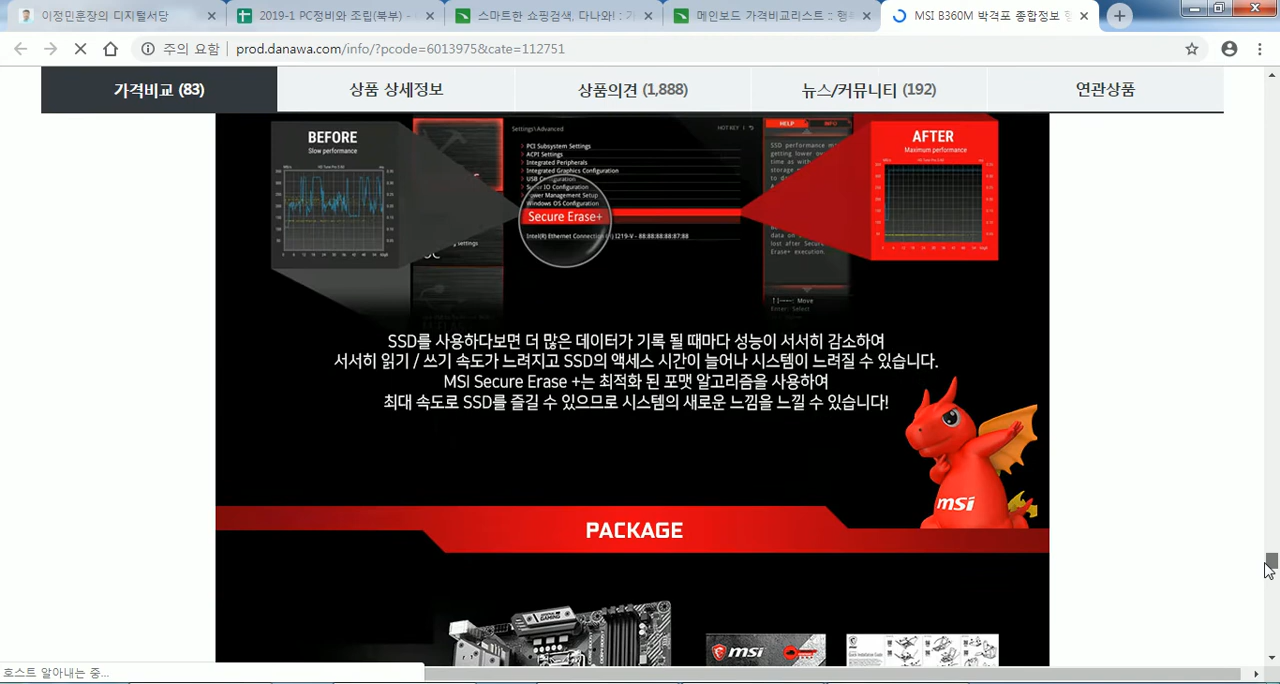 이정민훈장의 디지털서당
2019-1 PC정비와 조립(북부) -
스마트한 쇼핑검색, 다나와! :: 가
메인보드 가격비교리스트 :: 행복
MSI B360M 박격포 종합정보 행
주의 요함
prod.danawa.com/info/?pcode=6013975&cate=112751
가격비교 (83)
상품 상세정보
상품의견 (1,888)
뉴스/커뮤니티 (192)
연관상품
BEFORE
Slow performance
Settings\Advanced
HOT KEY
PCI Subsystem Settings
ACPI Settings
Integrated Peripherals
Integrated Graphics Configuration
USB Configuration
Super IO Configuration
Power Management Setup
Windows OS Configuration
Secure Erase+
HELP
INFO
AFTER
Maximum performance
SSD를 사용하다보면 더 많은 데이터가 기록 될 때마다 성능이 서서히 감소하여
서서히 읽기 / 쓰기 속도가 느려지고 SSD의 액세스 시간이 늘어나 시스템이 느려질 수 있습니다.
MSI Secure Erase +는 최적화 된 포맷 알고리즘을 사용하여
최대 속도로 SSD를 즐길 수 있으므로 시스템의 새로운 느낌을 느낄 수 있습니다!
msi
PACKAGE
msi
호스트 알아내는 중...